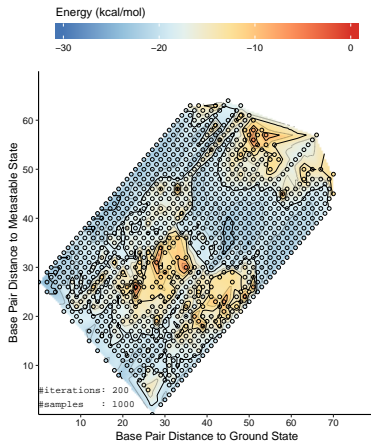 Energy (kcal/mol)
−30 −20 −10 0
Base Pair Distance to Metastable State
60
50
40
30
20
10
#iterations: 200
#samples : 1000
10 20 30 40 50 60 70
Base Pair Distance to Ground State